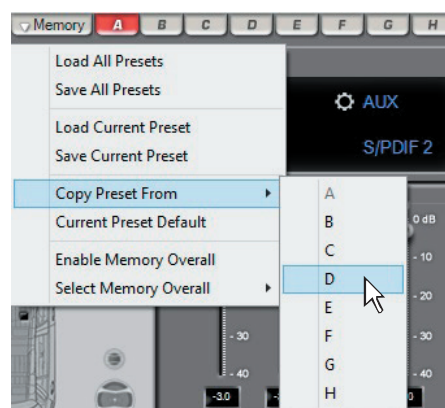 Memory A B C D E F G H
Load All Presets
Save All Presets
Load Current Preset
Save Current Preset
Copy Preset From
Current Preset Default
Enable Memory Overall
Select Memory Overall
AUX
S/PDIF 2
A
B
C
D
E
F
G
H
0 dB
- 10
- 20
- 30
- 40
- 30
- 40
-3.0